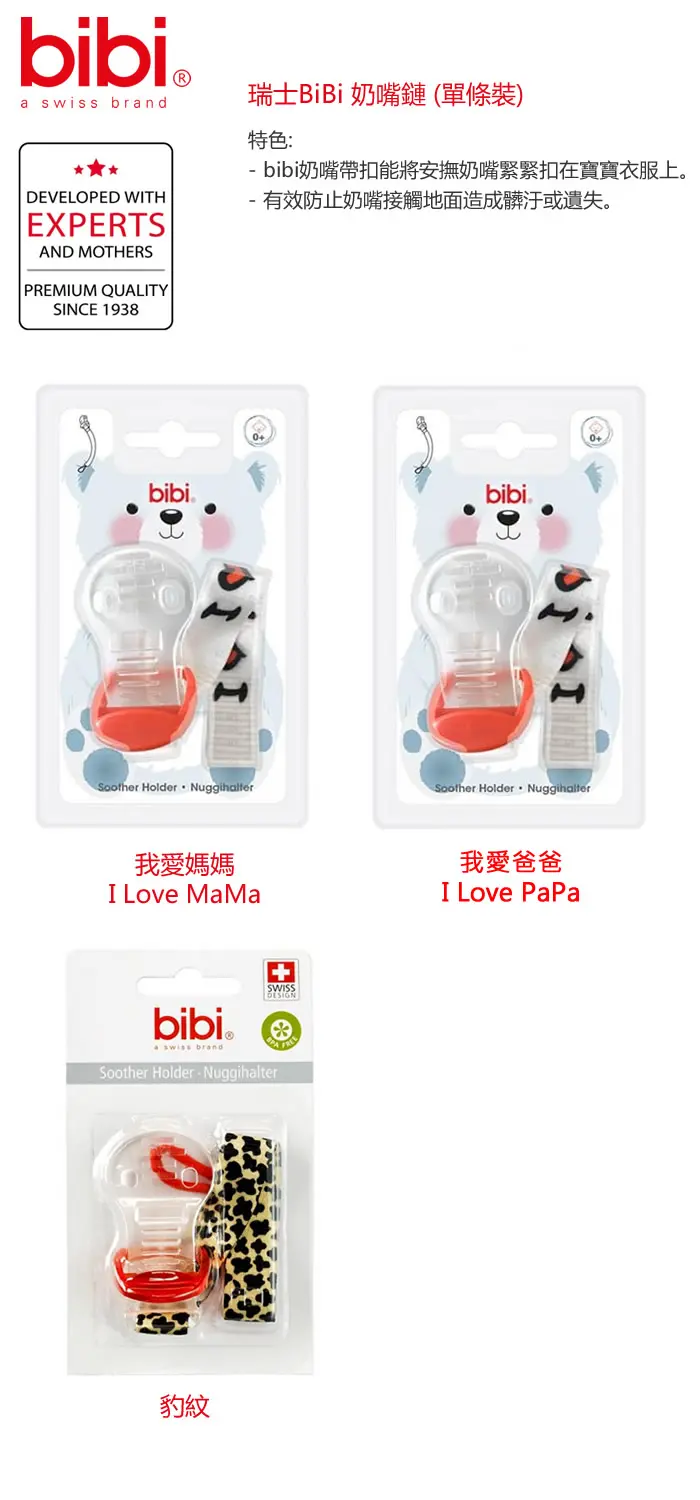 bibi®
a swiss brand
DEVELOPED WITH
EXPERTS
AND MOTHERS
PREMIUM QUALITY
SINCE 1938
瑞士BiBi 奶嘴鏈 (單條裝)
特色:
- bibi奶嘴帶扣能將安撫奶嘴緊緊扣在寶寶衣服上。
- 有效防止奶嘴接觸地面造成髒汙或遺失。
0+
bibi®
Soother Holder • Nuggihalter
0+
bibi®
Soother Holder • Nuggihalter
我愛媽媽
I Love MaMa
我愛爸爸
I Love PaPa
SWISS
DESIGN
bibi®
a swiss brand
BPA FREE
Soother Holder · Nuggihalter
豹紋